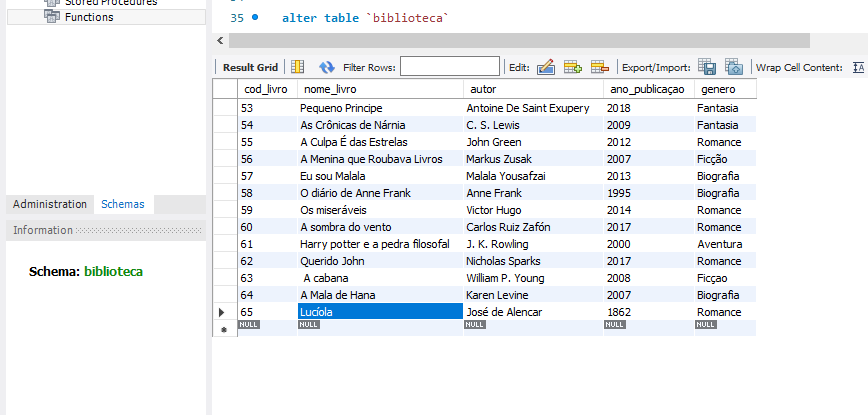 Stored Procedures
Functions
35 alter table `biblioteca`
Result Grid Filter Rows: Edit: Export/Import: Wrap Cell Content: IA
cod_livro nome_livro autor ano_publicaçao genero
53 Pequeno Principe Antoine De Saint Exupery 2018 Fantasia
54 As Crônicas de Nárnia C. S. Lewis 2009 Fantasia
55 A Culpa É das Estrelas John Green 2012 Romance
56 A Menina que Roubava Livros Markus Zusak 2007 Ficção
57 Eu sou Malala Malala Yousafzai 2013 Biografia
58 O diário de Anne Frank Anne Frank 1995 Biografia
59 Os miseráveis Victor Hugo 2014 Romance
60 A sombra do vento Carlos Ruiz Zafón 2017 Romance
61 Harry potter e a pedra filosofal J. K. Rowling 2000 Aventura
62 Querido John Nicholas Sparks 2017 Romance
63 A cabana William P. Young 2008 Ficçao
64 A Mala de Hana Karen Levine 2007 Biografia
65 Lucíola José de Alencar 1862 Romance
NULL NULL NULL NULL NULL
Administration Schemas
Information
Schema: biblioteca